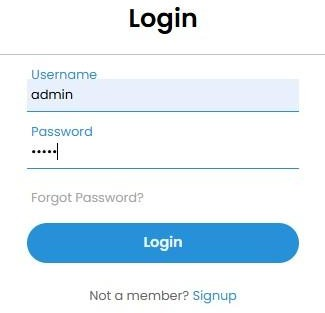 Login
Username
admin
Password
•••••
Forgot Password?
Login
Not a member? Signup